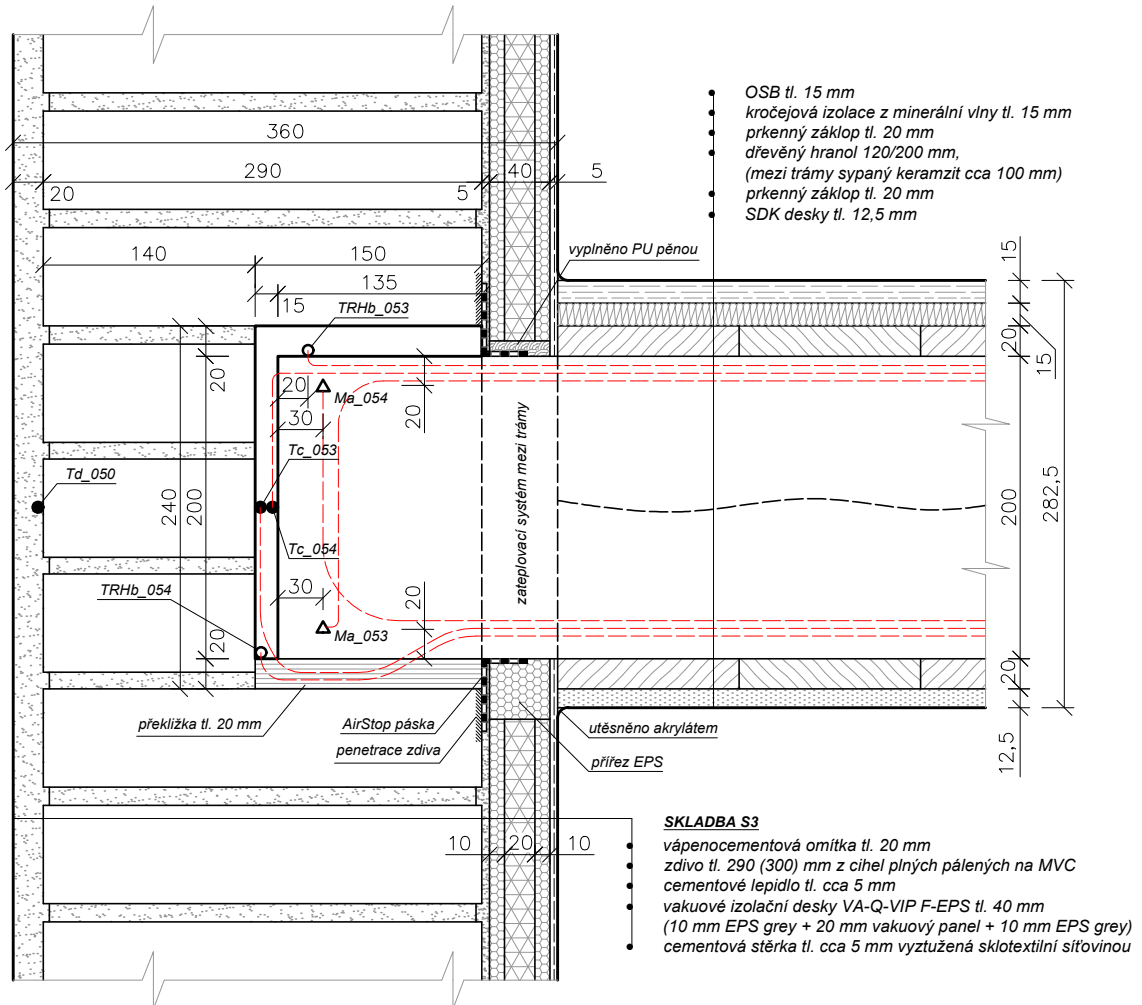 OSB tl. 15 mm
kročejová izolace z minerální vlny tl. 15 mm
prkenný záklop tl. 20 mm
dřevěný hranol 120/200 mm,
(mezi trámy sypaný keramzit cca 100 mm)
prkenný záklop tl. 20 mm
SDK desky tl. 12,5 mm
360
290
40
5
20
5
140
150
vyplněno PU pěnou
135
15
15
TRHb_053
20
20
20
15
Ma_054
20
30
Tc_053
Td_050
240
200
zateplovací systém mezi trámy
200
282,5
Tc_054
TRHb_054
30
20
20
Ma_053
20
překližka tl. 20 mm
AirStop páska
utěsněno akrylátem
penetrace zdiva
přířez EPS
12,5
SKLADBA S3
10
20
10
vápenocementová omítka tl. 20 mm
zdivo tl. 290 (300) mm z cihel plných pálených na MVC
cementové lepidlo tl. cca 5 mm
vakuové izolační desky VA-Q-VIP F-EPS tl. 40 mm
(10 mm EPS grey + 20 mm vakuový panel + 10 mm EPS grey)
cementová stěrka tl. cca 5 mm vyztužená sklotextilní síťovinou